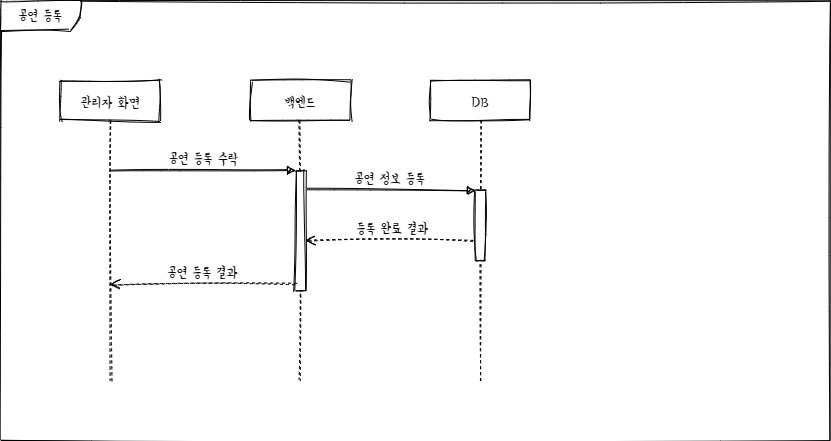 공연 등록
관리자 화면
백엔드
DB
공연 등록 수락
공연 정보 등록
등록 완료 결과
공연 등록 결과